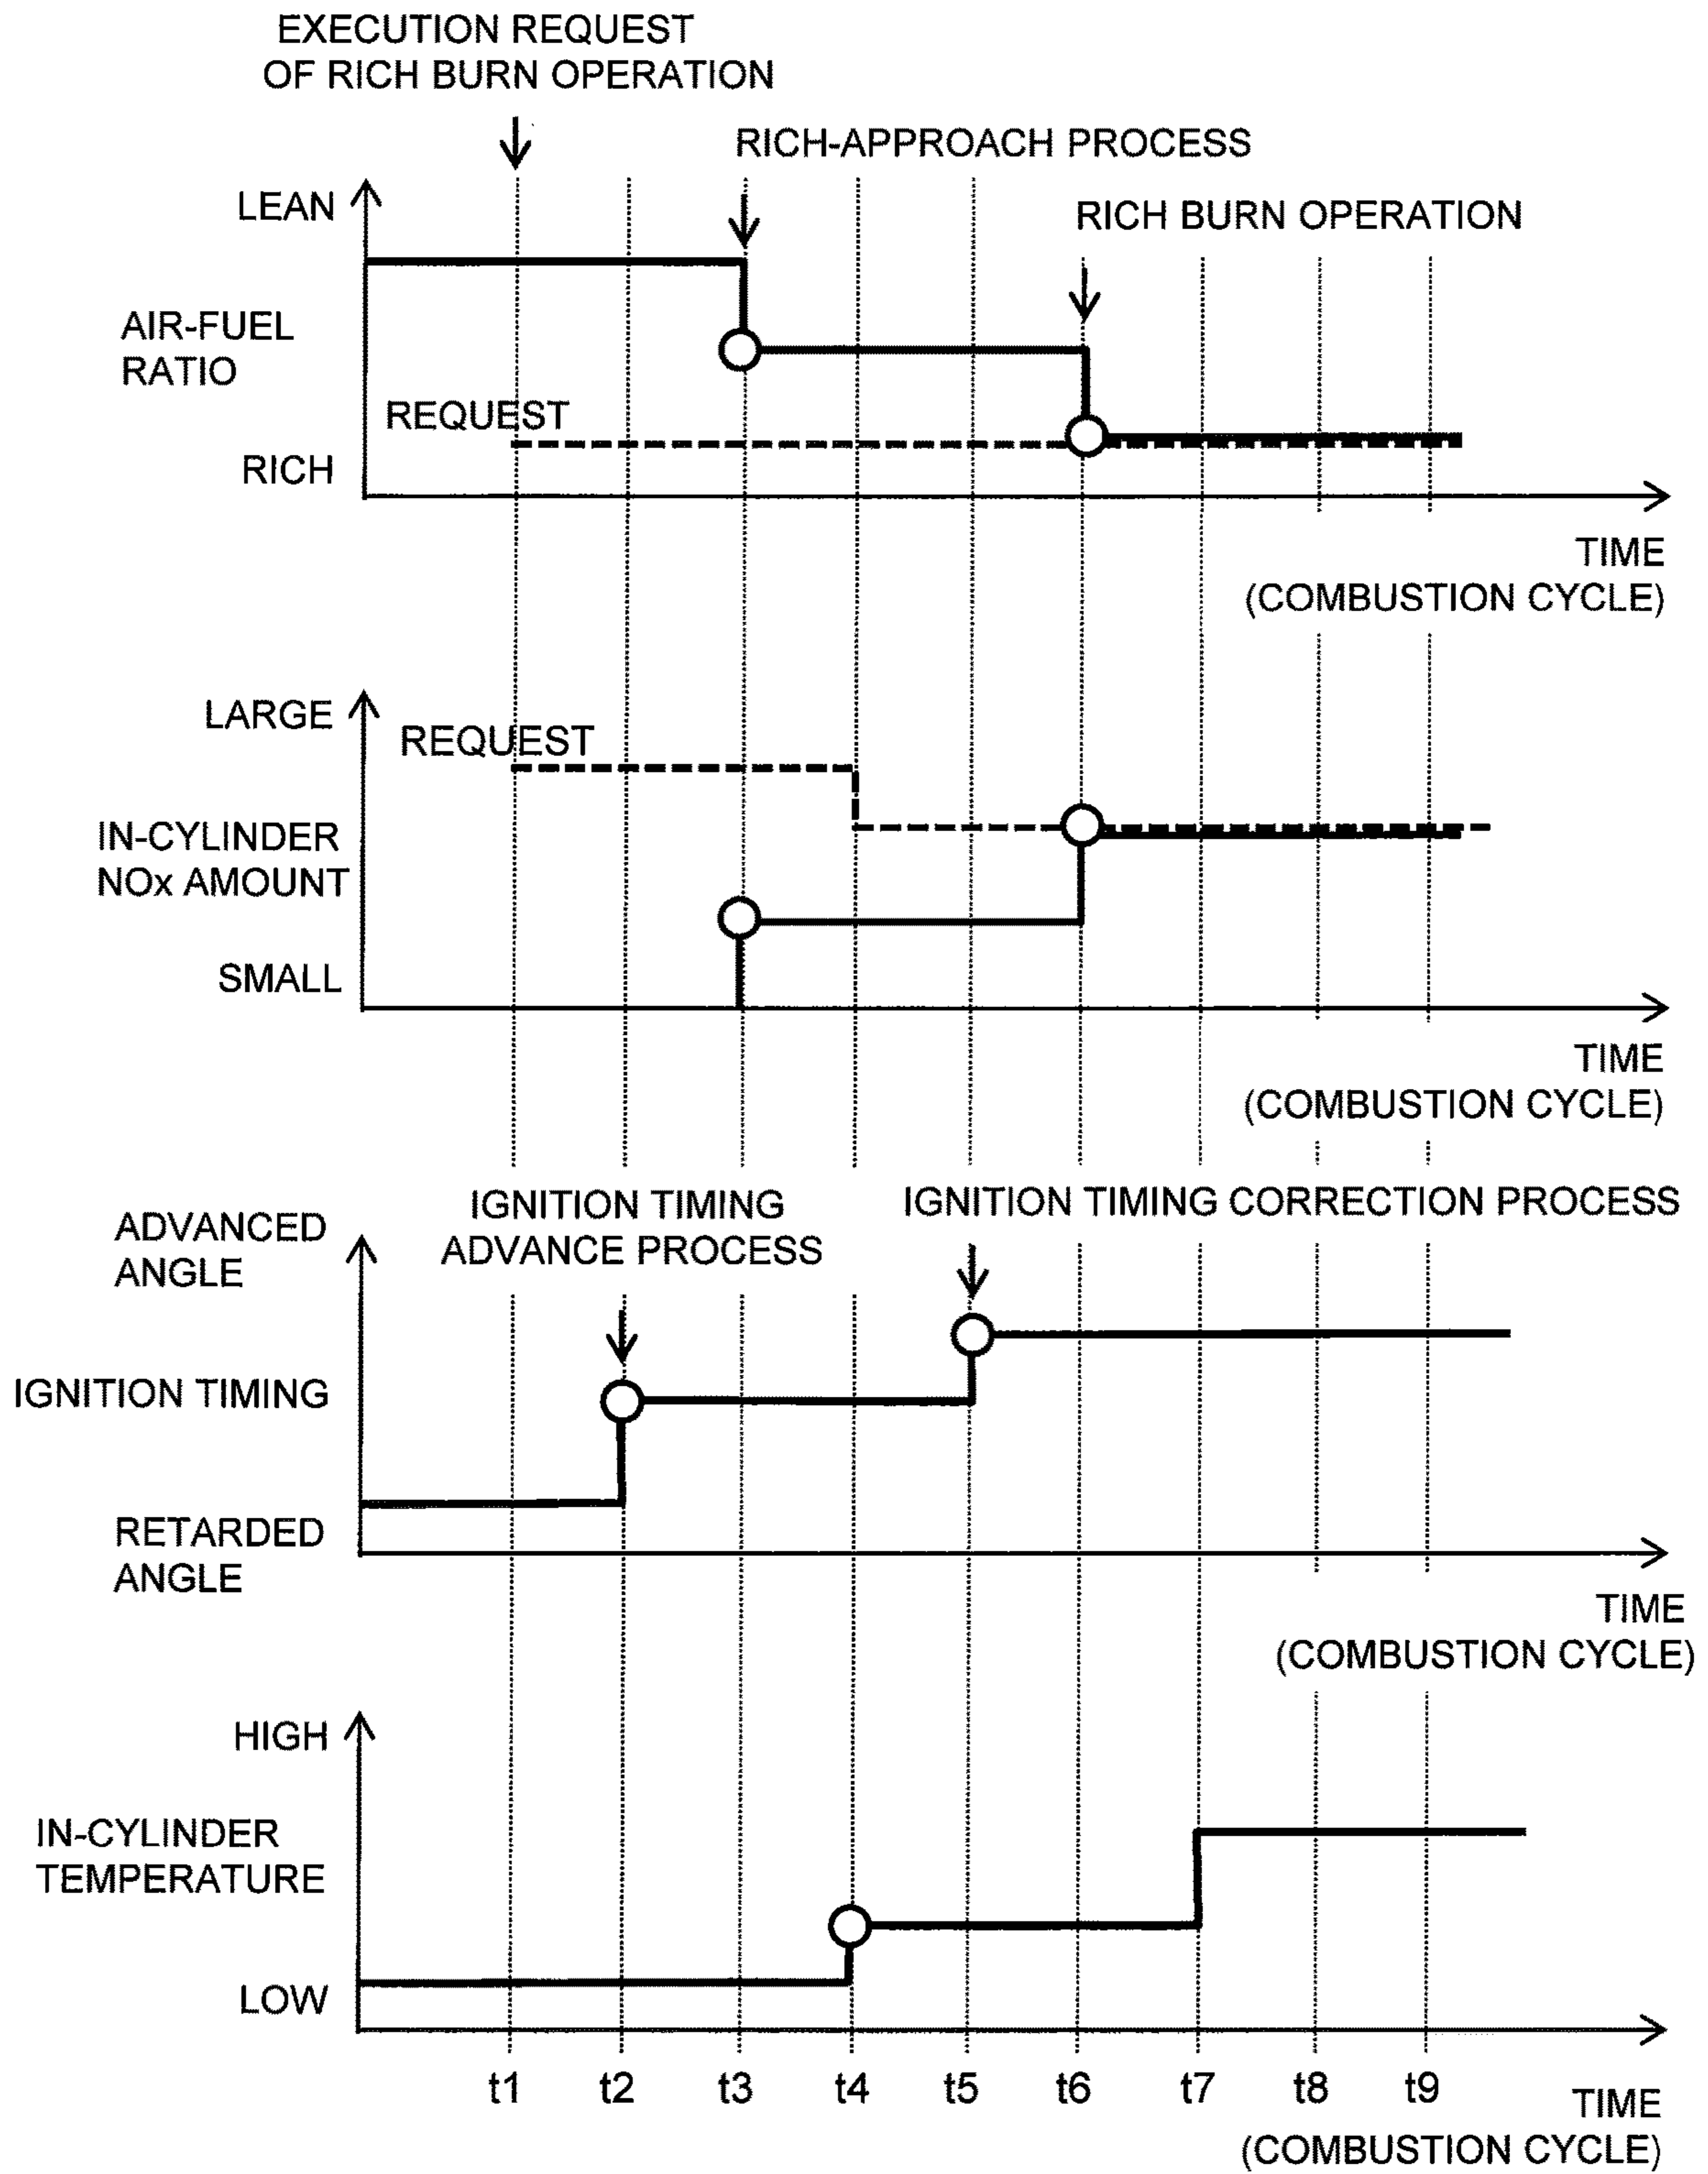 EXECUTION REQUEST
OF RICH BURN OPERATION
RICH-APPROACH PROCESS
LEAN
RICH BURN OPERATION
AIR-FUEL
RATIO
REQUEST
RICH
TIME
(COMBUSTION CYCLE)
LARGE
REQUEST
IN-CYLINDER
NOx AMOUNT
SMALL
TIME
(COMBUSTION CYCLE)
IGNITION TIMING
ADVANCE PROCESS
IGNITION TIMING CORRECTION PROCESS
ADVANCED
ANGLE
IGNITION TIMING
RETARDED
ANGLE
TIME
(COMBUSTION CYCLE)
HIGH
IN-CYLINDER
TEMPERATURE
LOW
t1 t2 t3 t4 t5 t6 t7 t8 t9
TIME
(COMBUSTION CYCLE)